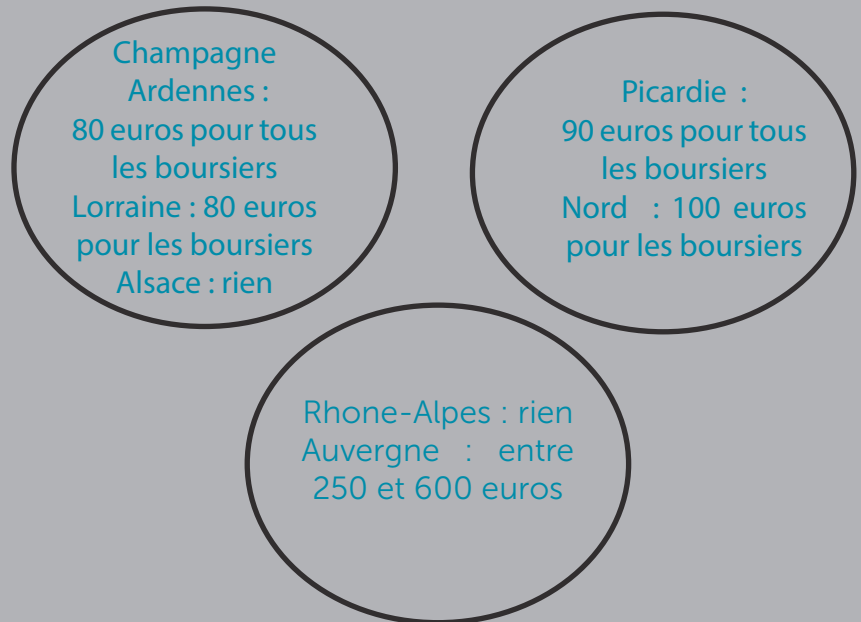 Champagne
Ardennes :
80 euros pour tous
les boursiers
Lorraine : 80 euros
pour les boursiers
Alsace : rien
Picardie :
90 euros pour tous
les boursiers
Nord : 100 euros
pour les boursiers
Rhone-Alpes : rien
Auvergne : entre
250 et 600 euros